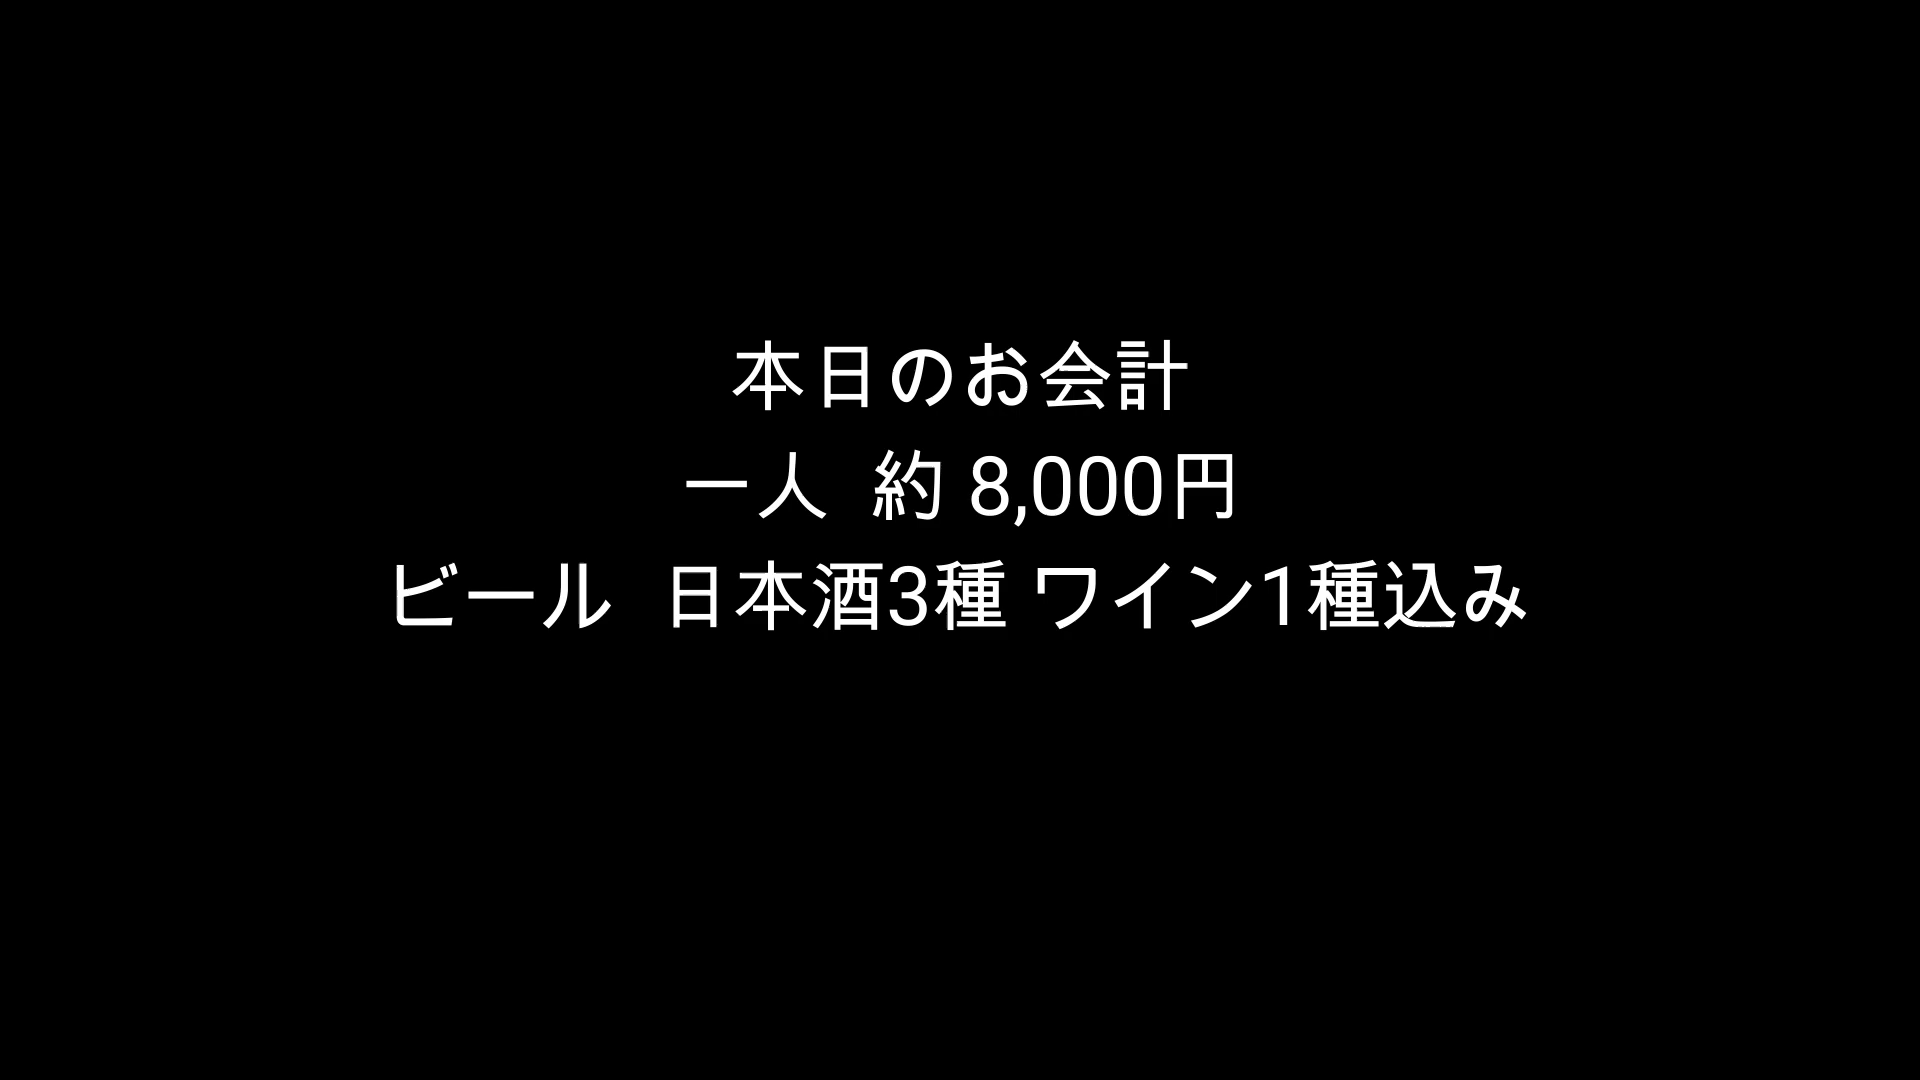 本日のお会計
一人 約 8,000円
ビール 日本酒3種 ワイン1種込み